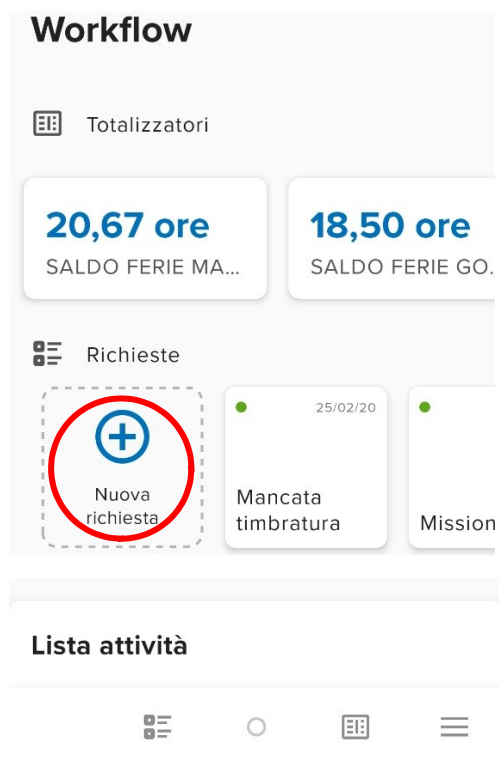 Workflow
Totalizzatori
20,67 ore
18,50 ore
SALDO FERIE MA...
SALDO FERIE GO.
Richieste
25/02/20
Nuova
richiesta
Mancata
timbratura
Mission
Lista attività